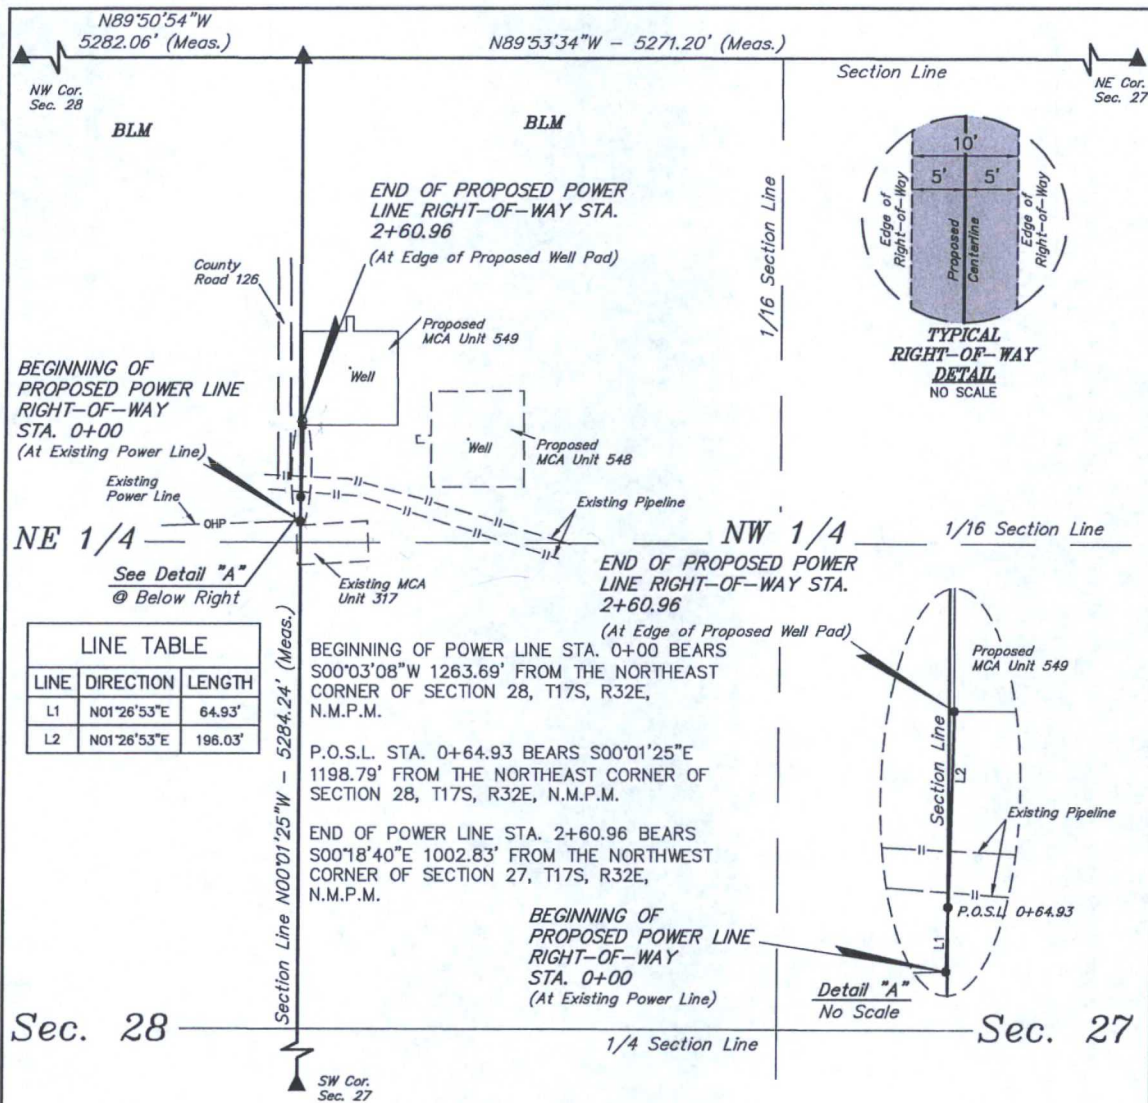 N89°50'54"W
5282.06' (Meas.)
N89°53'34"W – 5271.20' (Meas.)
Section Line
NW Cor.
Sec. 28
NE Cor.
Sec. 27
BLM
BLM
10'
5' 5'
Edge of
Right-of-Way
Proposed
Centerline
Edge of
Right-of-Way
TYPICAL
RIGHT-OF-WAY
DETAIL
NO SCALE
1/16 Section Line
END OF PROPOSED POWER
LINE RIGHT-OF-WAY STA.
2+60.96
(At Edge of Proposed Well Pad)
County
Road 126
Proposed
MCA Unit 549
Well
BEGINNING OF
PROPOSED POWER LINE
RIGHT-OF-WAY
STA. 0+00
(At Existing Power Line)
Well
Proposed
MCA Unit 548
Existing
Power Line
OHP
Existing Pipeline
NE 1/4
NW 1/4
1/16 Section Line
See Detail "A"
@ Below Right
Existing MCA
Unit 317
END OF PROPOSED POWER
LINE RIGHT-OF-WAY STA.
2+60.96
(At Edge of Proposed Well Pad)
LINE TABLE
LINE DIRECTION LENGTH
L1 N01°26'53"E 64.93'
L2 N01°26'53"E 196.03'
Section Line N00°01'25"W – 5284.24' (Meas.)
BEGINNING OF POWER LINE STA. 0+00 BEARS
S00°03'08"W 1263.69' FROM THE NORTHEAST
CORNER OF SECTION 28, T17S, R32E,
N.M.P.M.
P.O.S.L. STA. 0+64.93 BEARS S00°01'25"E
1198.79' FROM THE NORTHEAST CORNER OF
SECTION 28, T17S, R32E, N.M.P.M.
END OF POWER LINE STA. 2+60.96 BEARS
S00°18'40"E 1002.83' FROM THE NORTHWEST
CORNER OF SECTION 27, T17S, R32E,
N.M.P.M.
Proposed
MCA Unit 549
Section Line
L2
Existing Pipeline
P.O.S.L. 0+64.93
L1
BEGINNING OF
PROPOSED POWER LINE
RIGHT-OF-WAY
STA. 0+00
(At Existing Power Line)
Detail "A"
No Scale
Sec. 28
Sec. 27
1/4 Section Line
SW Cor.
Sec. 27